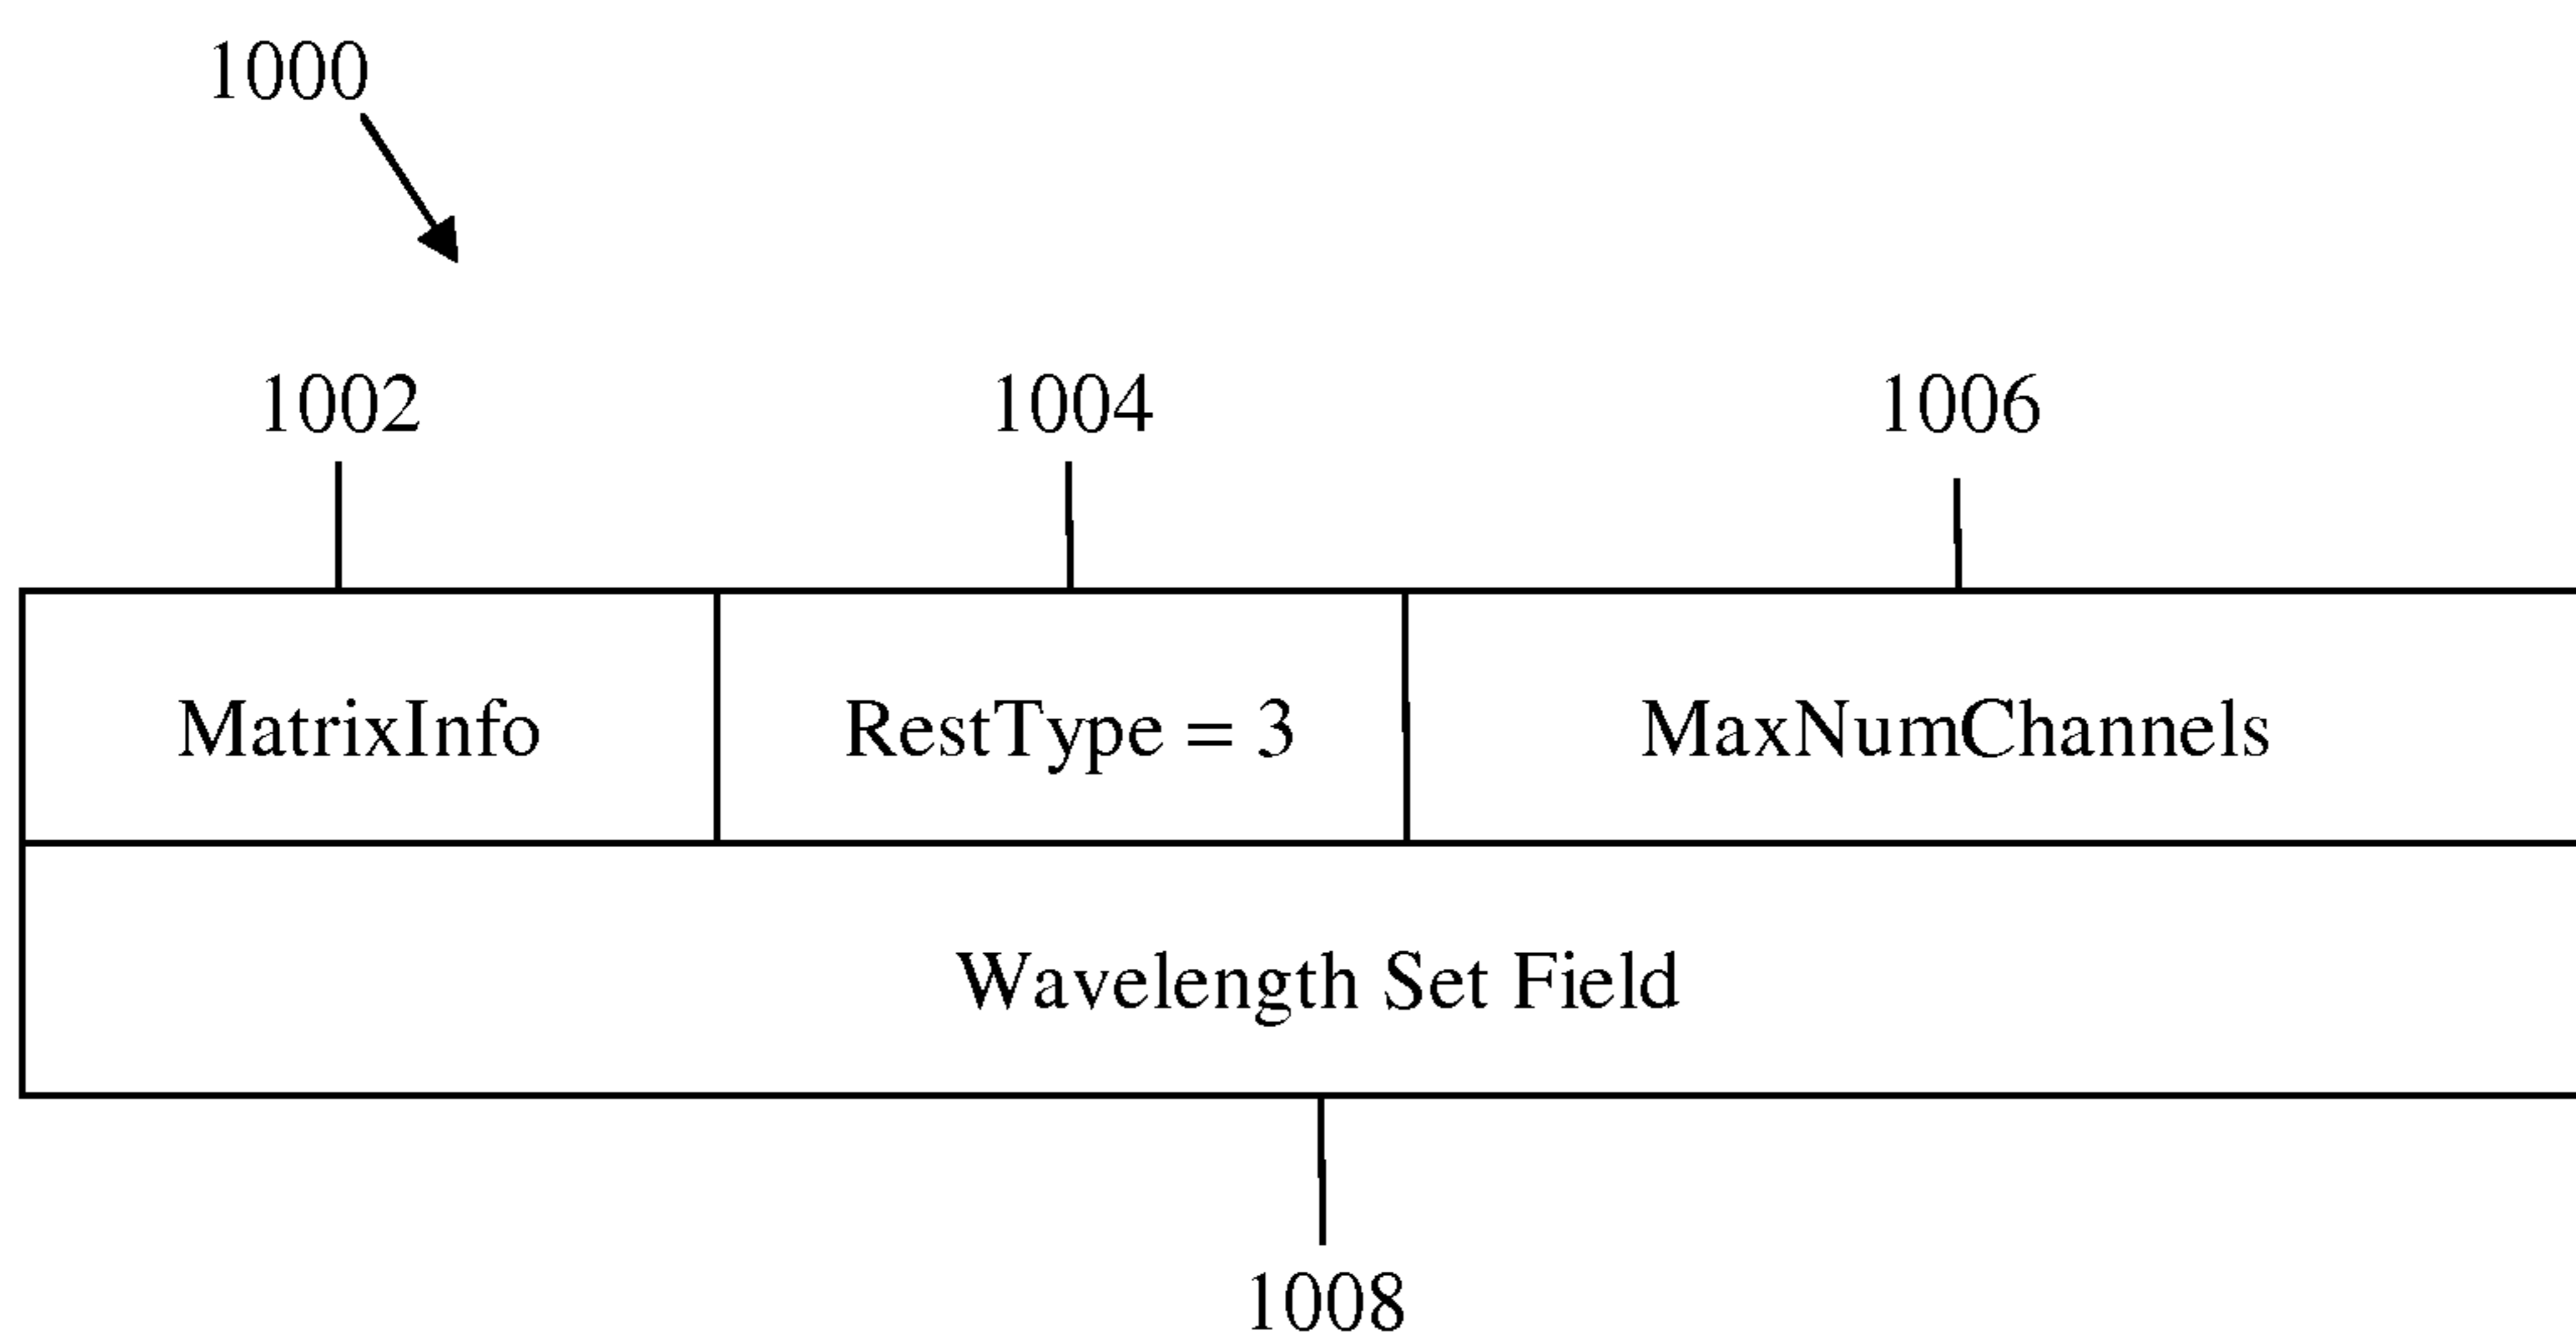 1000
1002 1004 1006
MatrixInfo RestType = 3 MaxNumChannels
Wavelength Set Field
1008